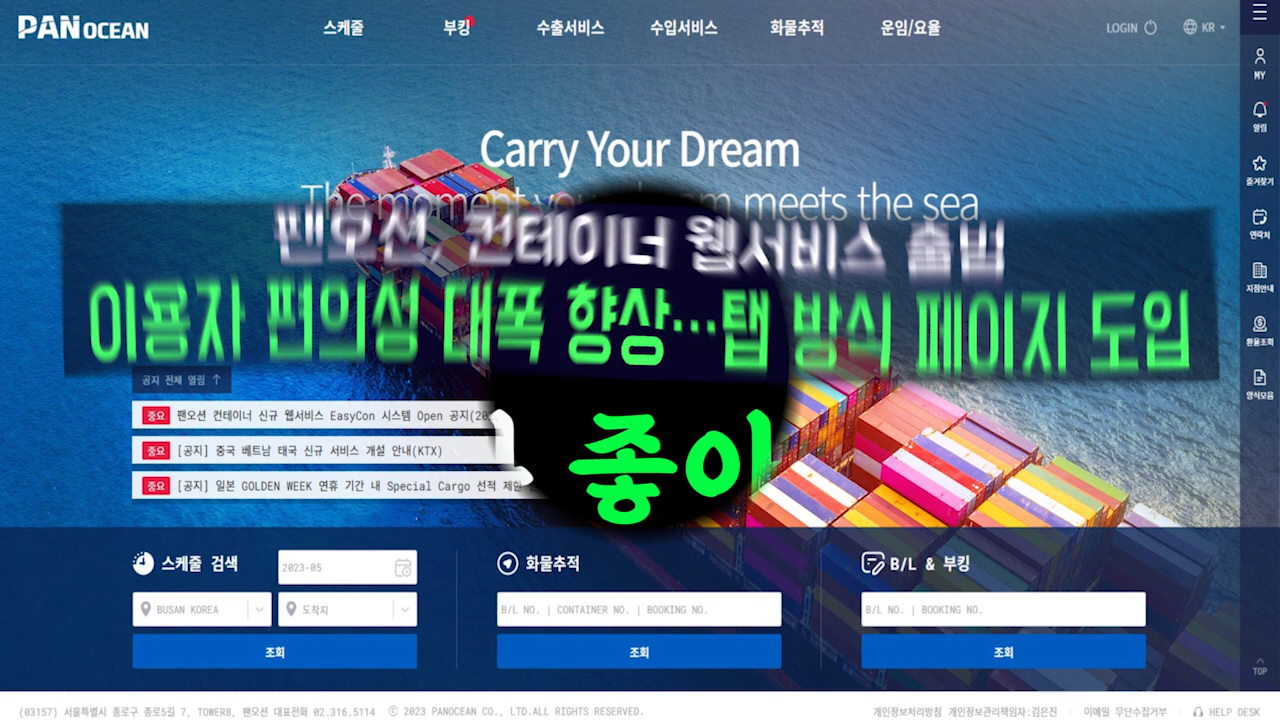 PAN OCEAN
스케줄 부킹 수출서비스 수입서비스 화물추적 운임/요율 LOGIN KR
MY
알림
즐겨찾기
연락처
지점안내
환율조회
양식모음
Carry Your Dream
The moment your dream meets the sea
팬오션, 컨테이너 웹서비스 출범
이용자 편의성 대폭 향상…탭 방식 페이지 도입
좋이
공지 전체 열림 ↑
중요 팬오션 컨테이너 신규 웹서비스 EasyCon 시스템 Open 공지(20
중요 [공지] 중국 베트남 태국 신규 서비스 개설 안내(KTX)
중요 [공지] 일본 GOLDEN WEEK 연휴 기간 내 Special Cargo 선적 제한
스케줄 검색 2023-05
BUSAN KOREA 도착지
조회
화물추적
B/L NO. | CONTAINER NO. | BOOKING NO.
조회
B/L & 부킹
B/L NO. | BOOKING NO.
조회
TOP
(03157) 서울특별시 종로구 종로5길 7, TOWER8, 팬오션 대표전화 02.316.5114 ⓒ 2023 PANOCEAN CO., LTD.ALL RIGHTS RESERVED. 개인정보처리방침 개인정보관리책임자:김은진 이메일 무단수집거부 HELP DESK